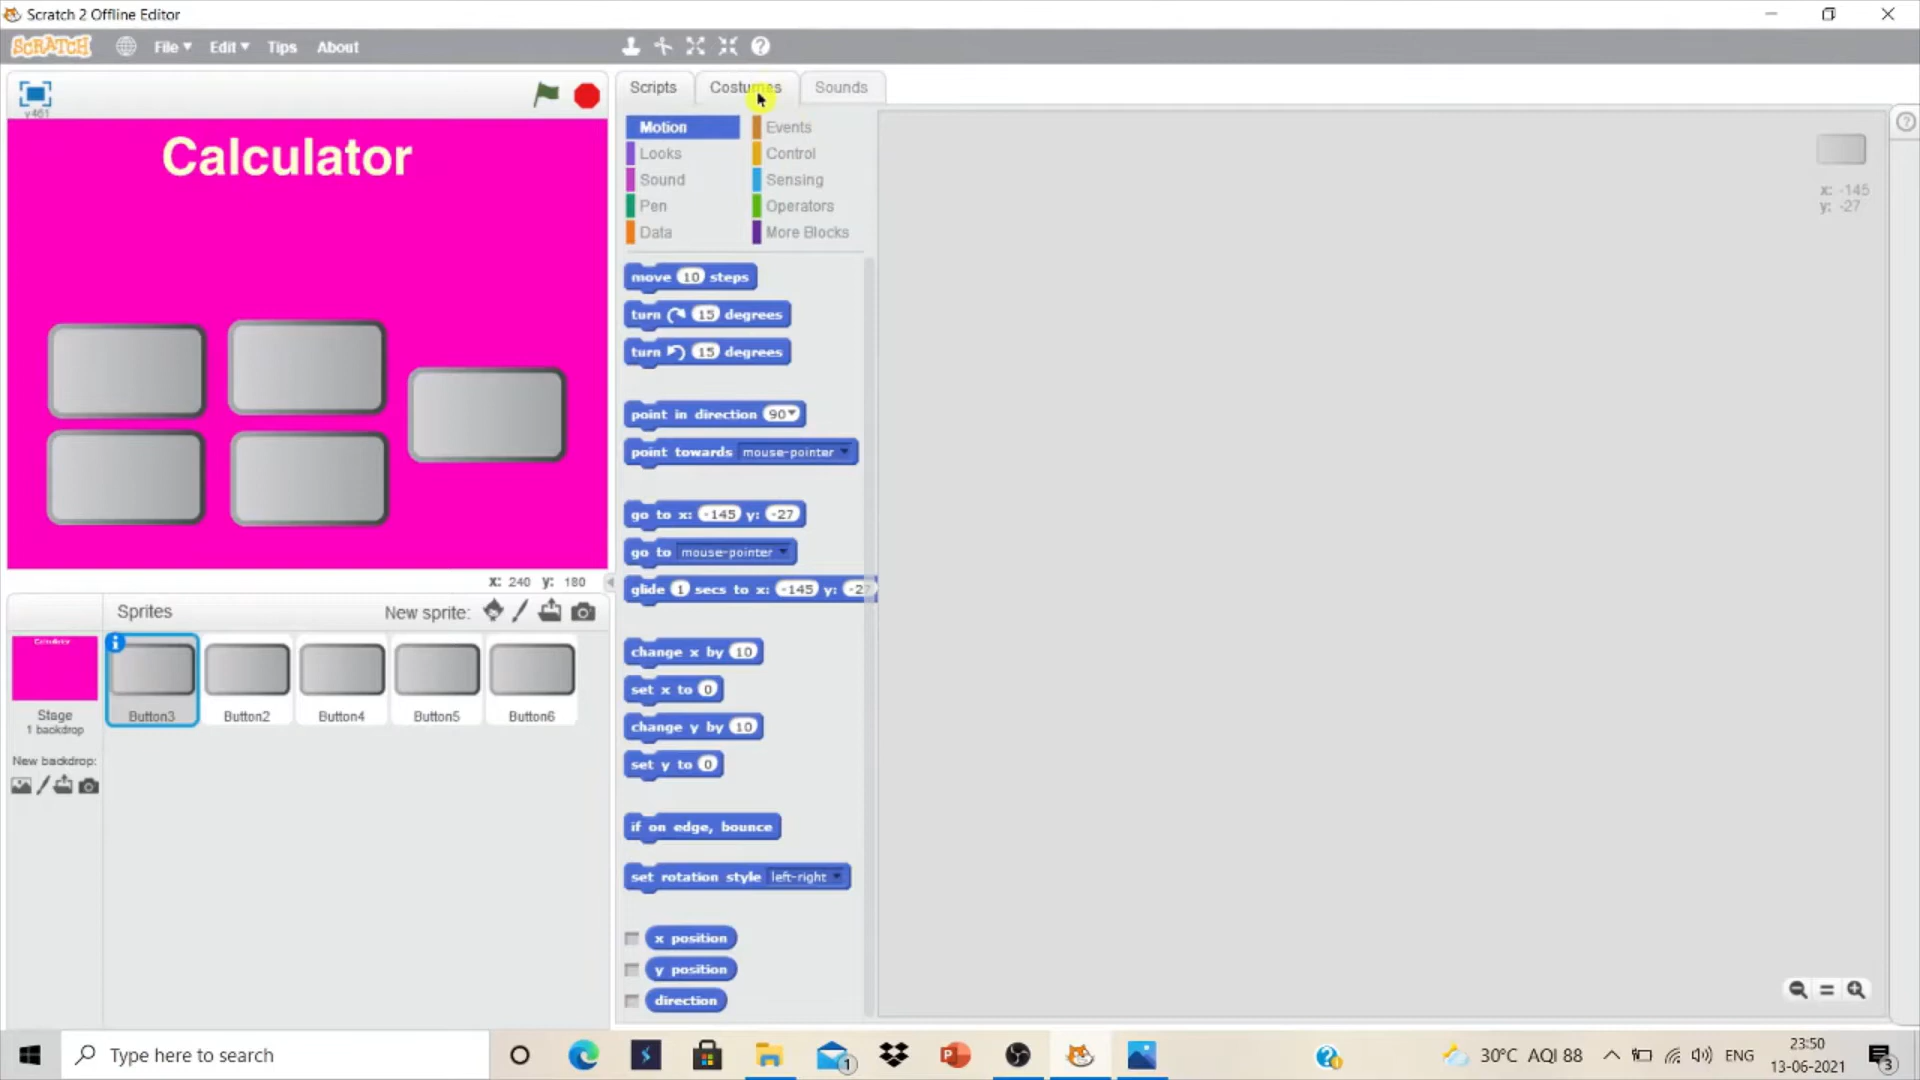 Scratch 2 Offline Editor
SCRATCH File Edit Tips About
v461
Scripts Costumes Sounds
Calculator
Motion Events
Looks Control
Sound Sensing
Pen Operators
Data More Blocks
x: -145
y: -27
move 10 steps
turn 15 degrees
turn 15 degrees
point in direction 90
point towards mouse-pointer
go to x: -145 y: -27
go to mouse-pointer
glide 1 secs to x: -145 y: -27
change x by 10
set x to 0
change y by 10
set y to 0
if on edge, bounce
set rotation style left-right
x position
y position
direction
x: 240 y: 180
Sprites New sprite:
Calculator
Stage
1 backdrop
New backdrop:
Button3 Button2 Button4 Button5 Button6
Type here to search
1
30°C AQI 88
ENG
23:50
13-06-2021
3